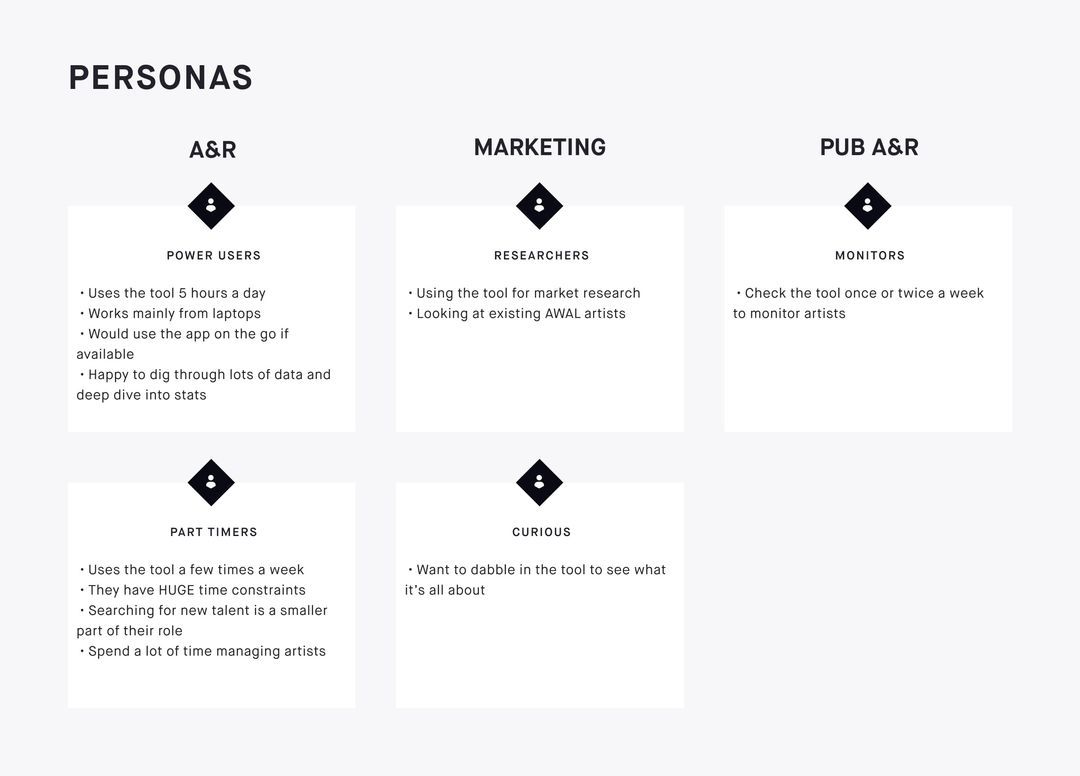 PERSONAS
A&R
MARKETING
PUB A&R
POWER USERS
• Uses the tool 5 hours a day
• Works mainly from laptops
• Would use the app on the go if
available
• Happy to dig through lots of data and
deep dive into stats
RESEARCHERS
• Using the tool for market research
• Looking at existing AWAL artists
MONITORS
• Check the tool once or twice a week
to monitor artists
PART TIMERS
• Uses the tool a few times a week
• They have HUGE time constraints
• Searching for new talent is a smaller
part of their role
• Spend a lot of time managing artists
CURIOUS
• Want to dabble in the tool to see what
it's all about